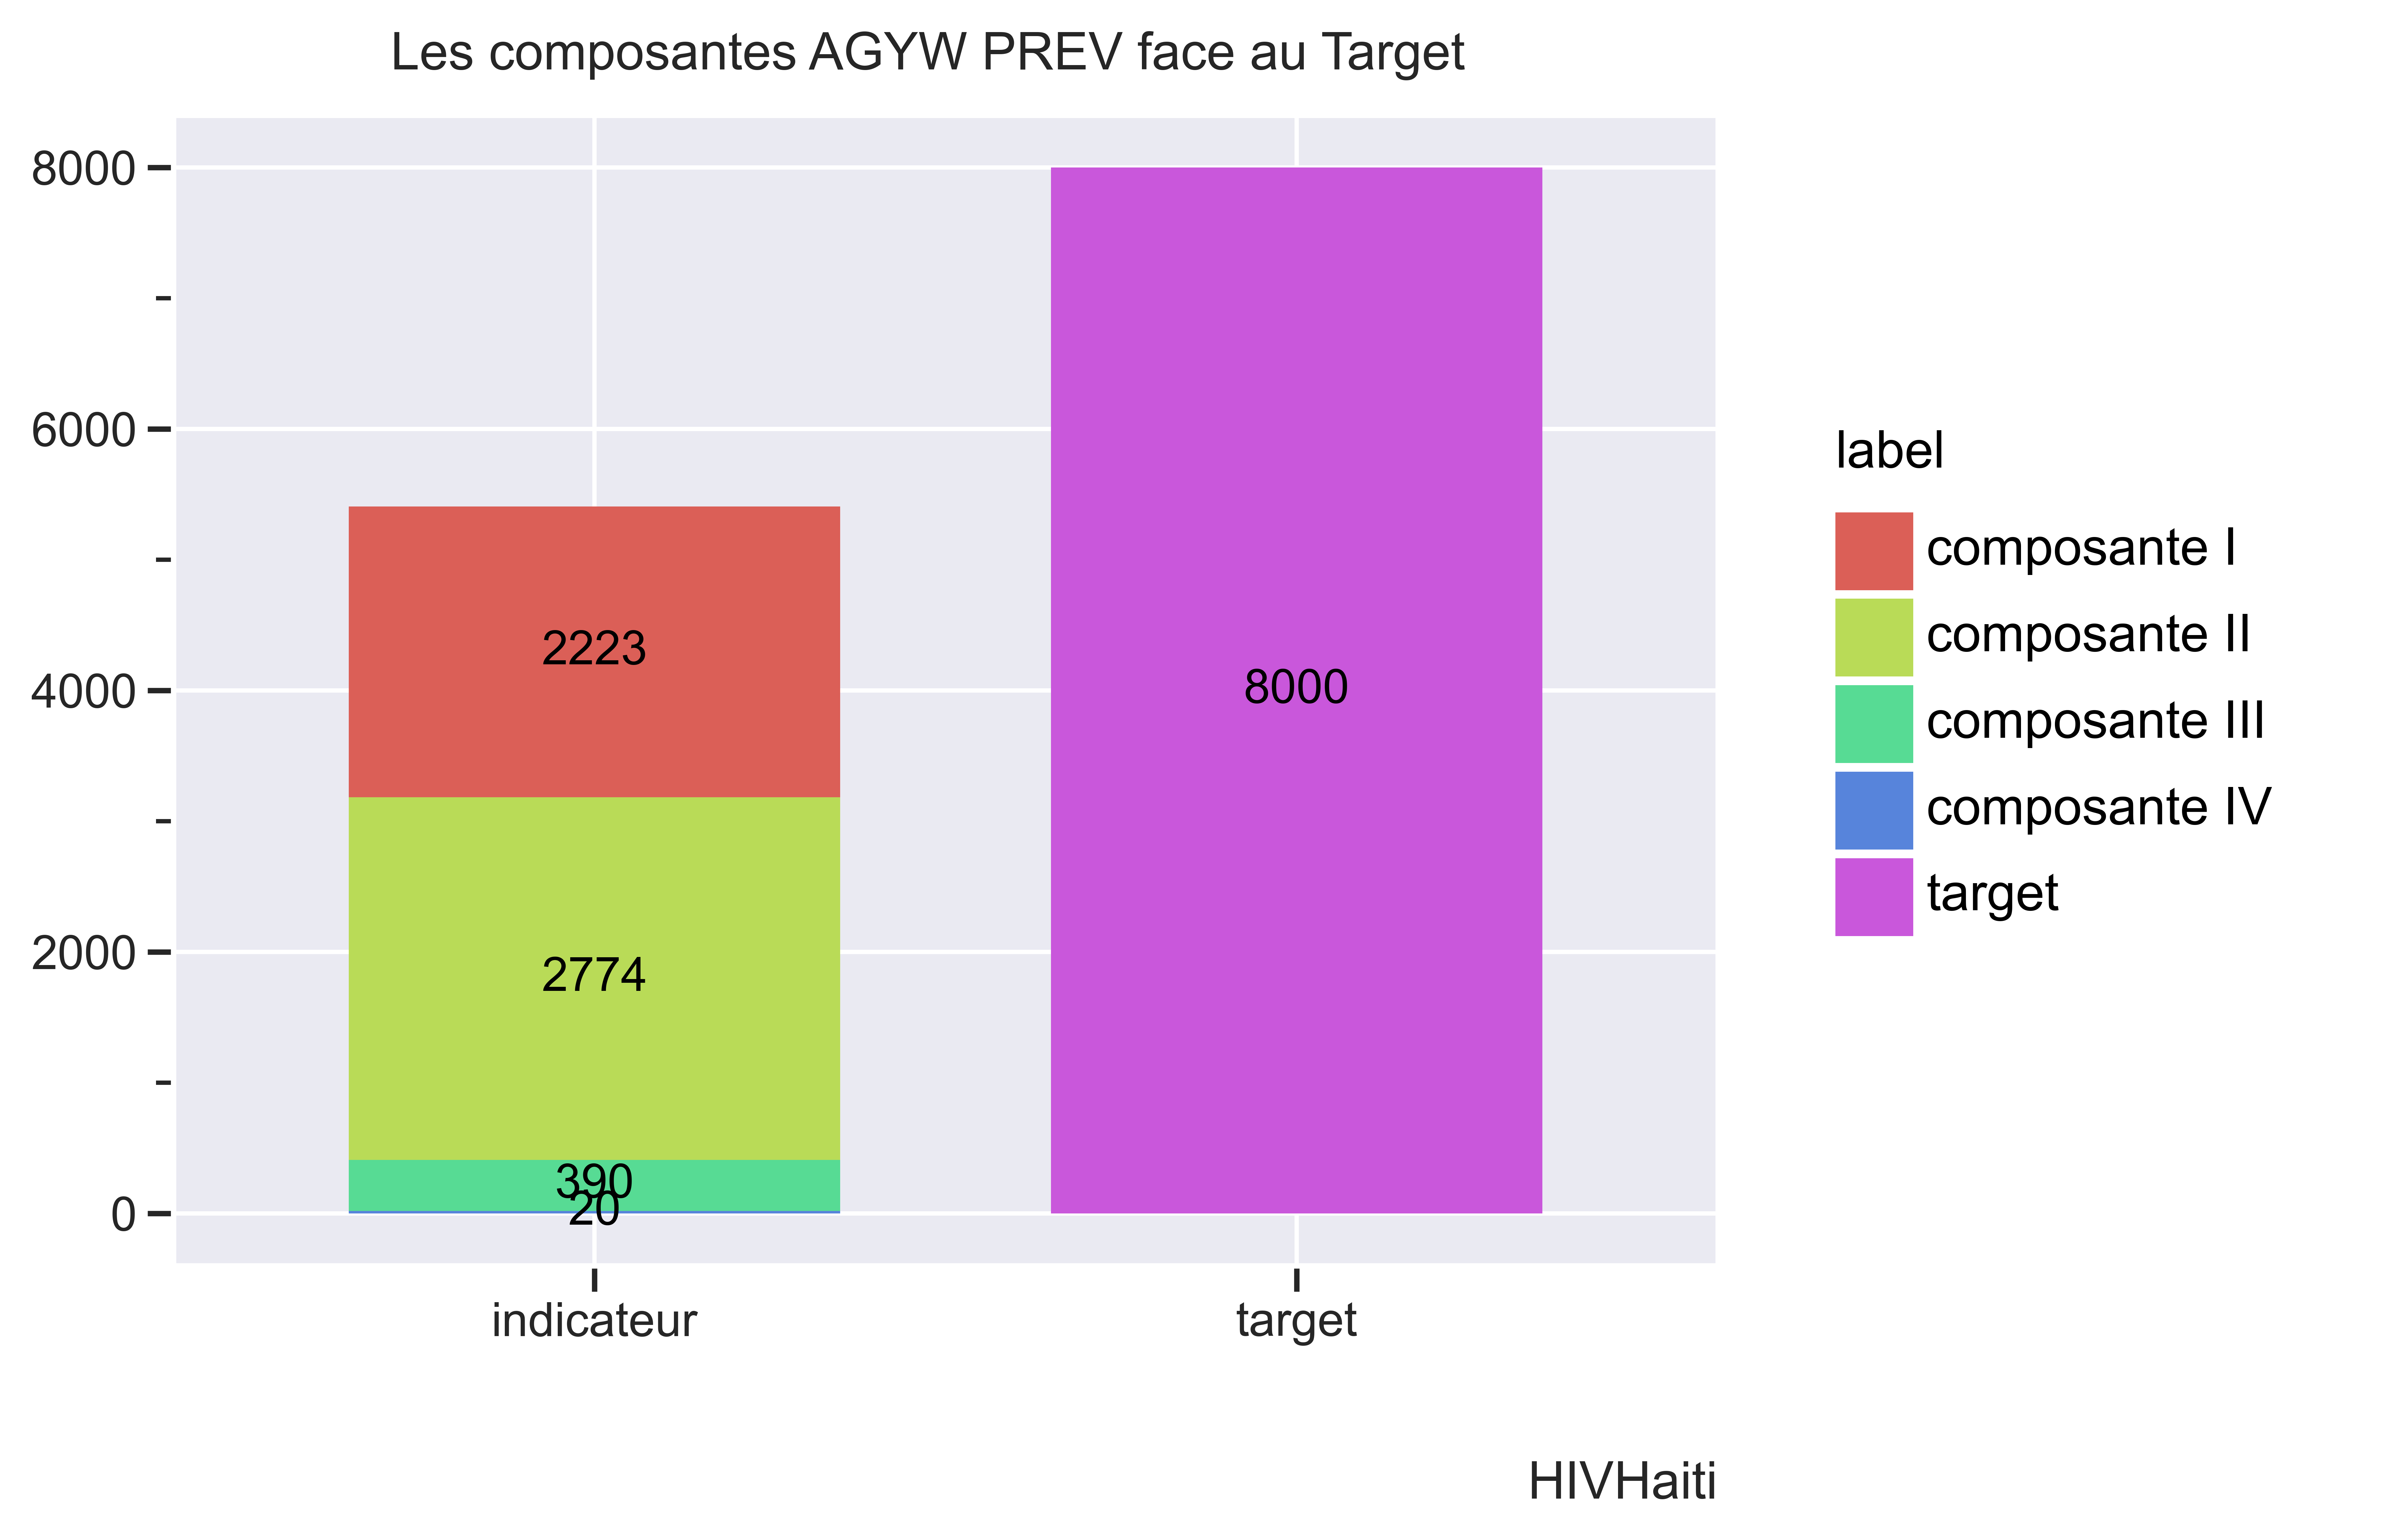 Les composantes AGYW PREV face au Target
8000
6000
4000
2000
0
2223
2774
390
20
8000
indicateur
target
label
composante I
composante II
composante III
composante IV
target
HIVHaiti